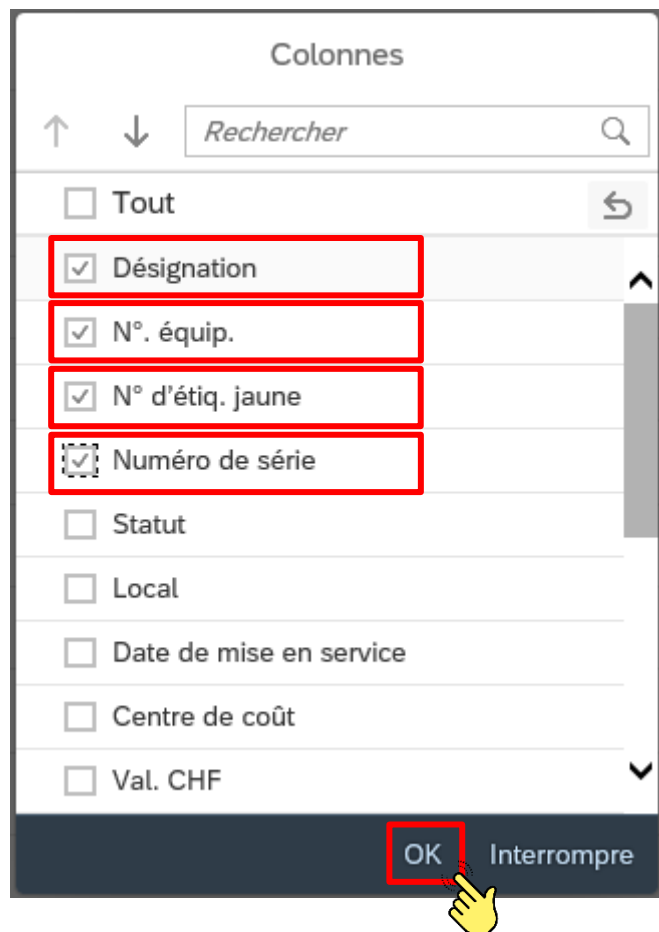 Colonnes
Rechercher
Tout
Désignation
N°. équip.
N° d'étiq. jaune
Numéro de série
Statut
Local
Date de mise en service
Centre de coût
Val. CHF
OK Interrompre